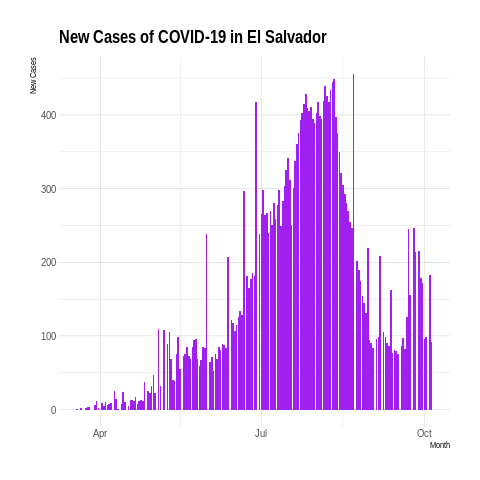 New Cases of COVID-19 in El Salvador
New Cases
400
300
200
100
0
Apr
Jul
Oct
Month